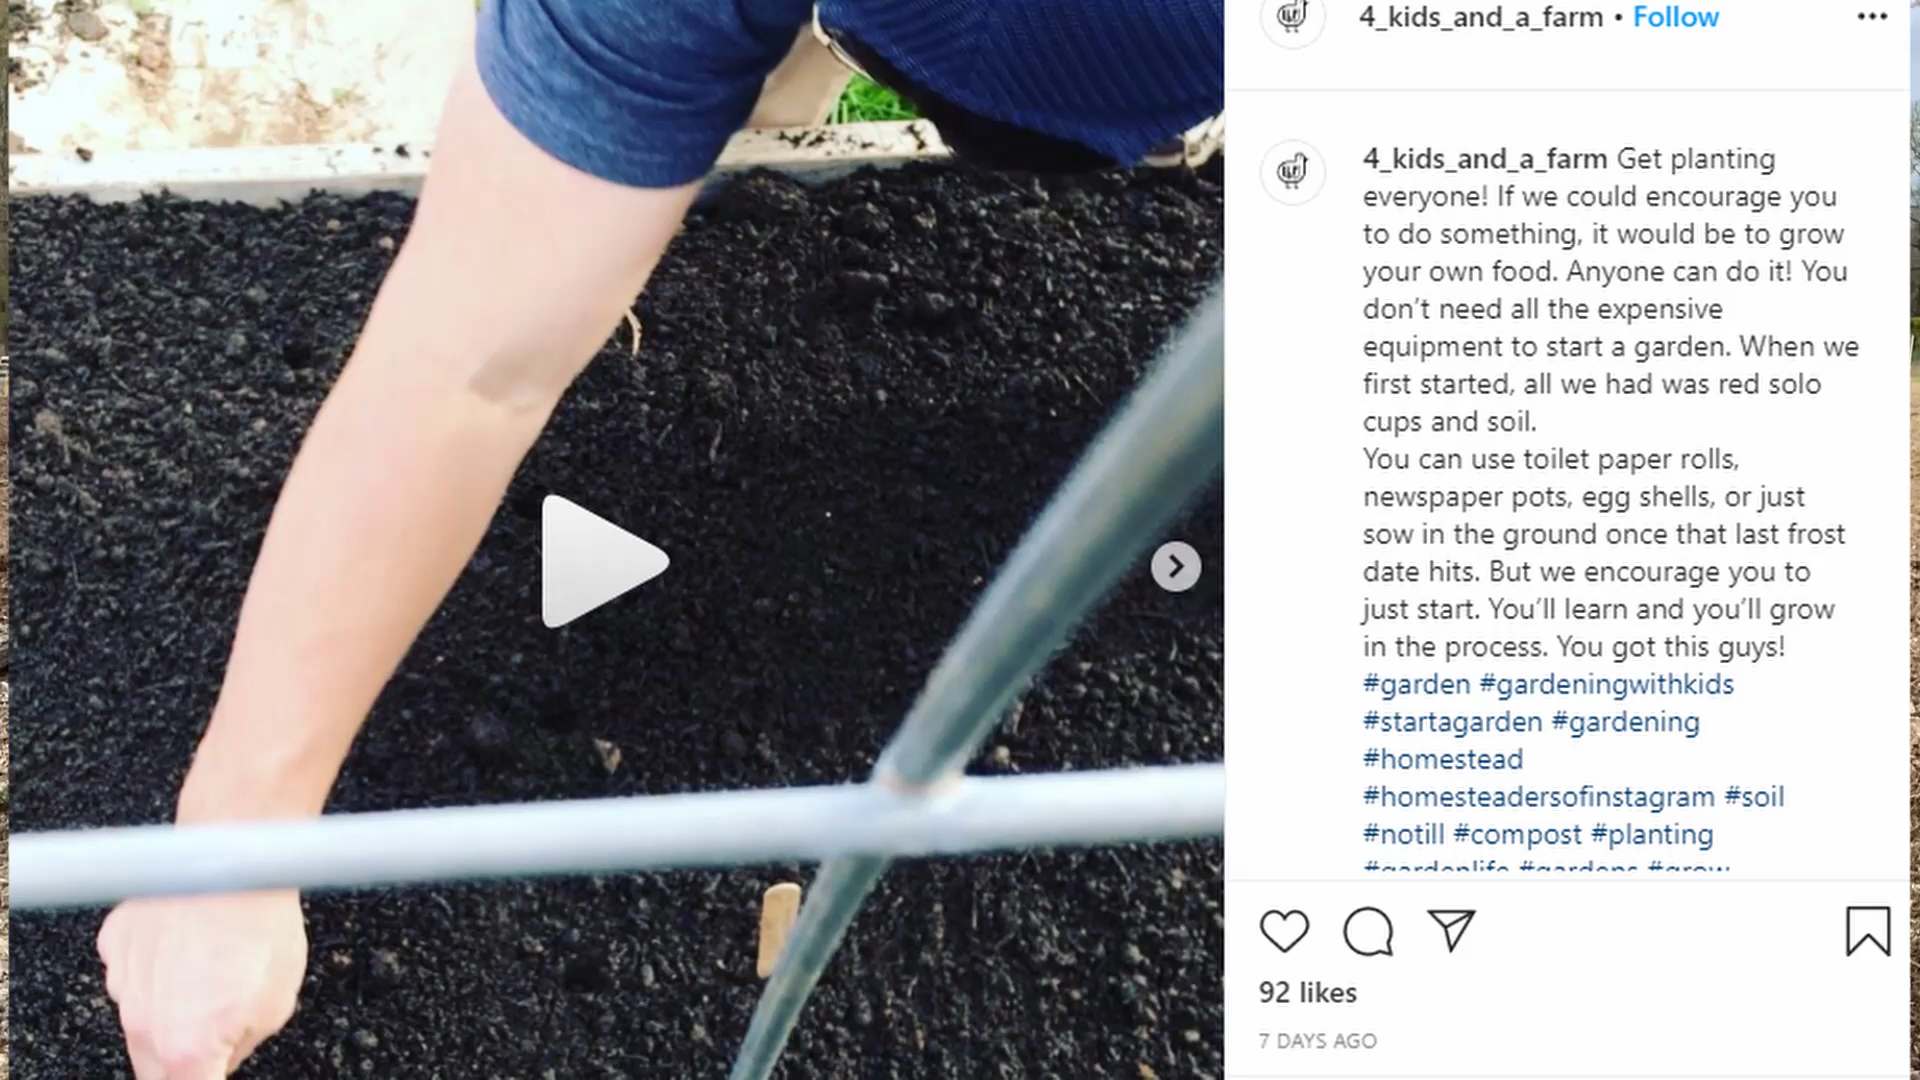 4_kids_and_a_farm • Follow
4_kids_and_a_farm Get planting
everyone! If we could encourage you
to do something, it would be to grow
your own food. Anyone can do it! You
don’t need all the expensive
equipment to start a garden. When we
first started, all we had was red solo
cups and soil.
You can use toilet paper rolls,
newspaper pots, egg shells, or just
sow in the ground once that last frost
date hits. But we encourage you to
just start. You’ll learn and you’ll grow
in the process. You got this guys!
#garden #gardeningwithkids
#startagarden #gardening
#homestead
#homesteadersofinstagram #soil
#notill #compost #planting
#gardenlife #gardens #grow
92 likes
7 DAYS AGO